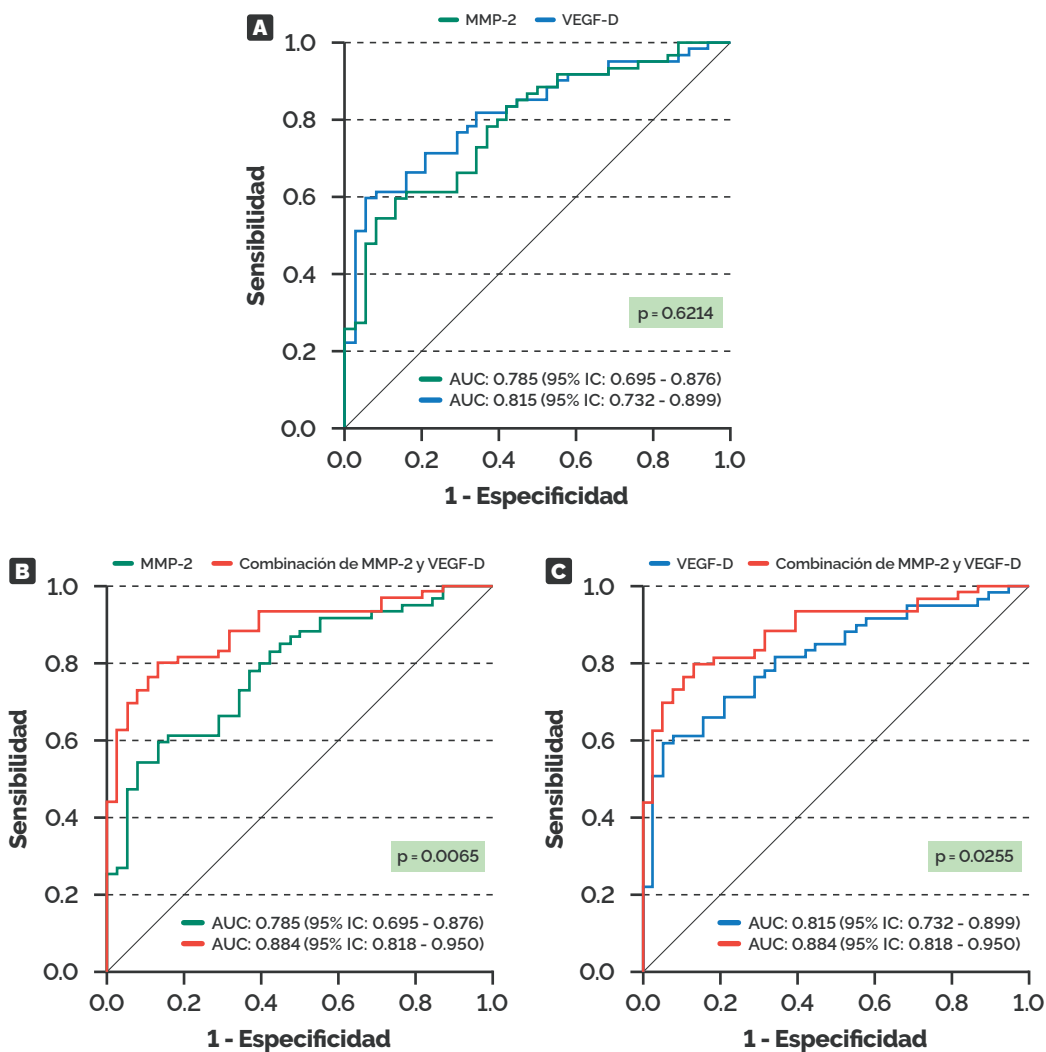 A
MMP-2 VEGF-D
1.0
0.8
0.6
0.4
0.2
0.0
Sensibilidad
p = 0.6214
AUC: 0.785 (95% IC: 0.695 - 0.876)
AUC: 0.815 (95% IC: 0.732 - 0.899)
0.0 0.2 0.4 0.6 0.8 1.0
1 - Especificidad
B
MMP-2 Combinación de MMP-2 y VEGF-D
1.0
0.8
0.6
0.4
0.2
0.0
Sensibilidad
p = 0.0065
AUC: 0.785 (95% IC: 0.695 - 0.876)
AUC: 0.884 (95% IC: 0.818 - 0.950)
0.0 0.2 0.4 0.6 0.8 1.0
1 - Especificidad
C
VEGF-D Combinación de MMP-2 y VEGF-D
1.0
0.8
0.6
0.4
0.2
0.0
Sensibilidad
p = 0.0255
AUC: 0.815 (95% IC: 0.732 - 0.899)
AUC: 0.884 (95% IC: 0.818 - 0.950)
0.0 0.2 0.4 0.6 0.8 1.0
1 - Especificidad